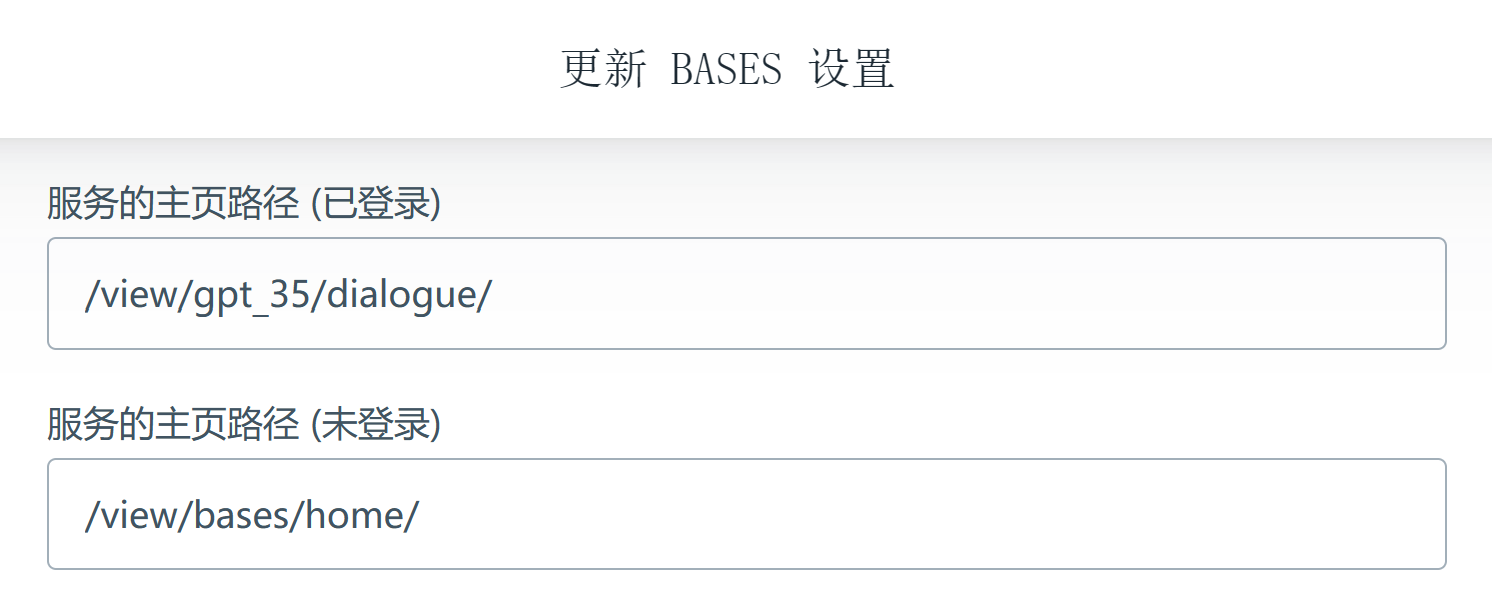 更新 BASES 设置
服务的主页路径 (已登录)
/view/gpt_35/dialogue/
服务的主页路径 (未登录)
/view/bases/home/